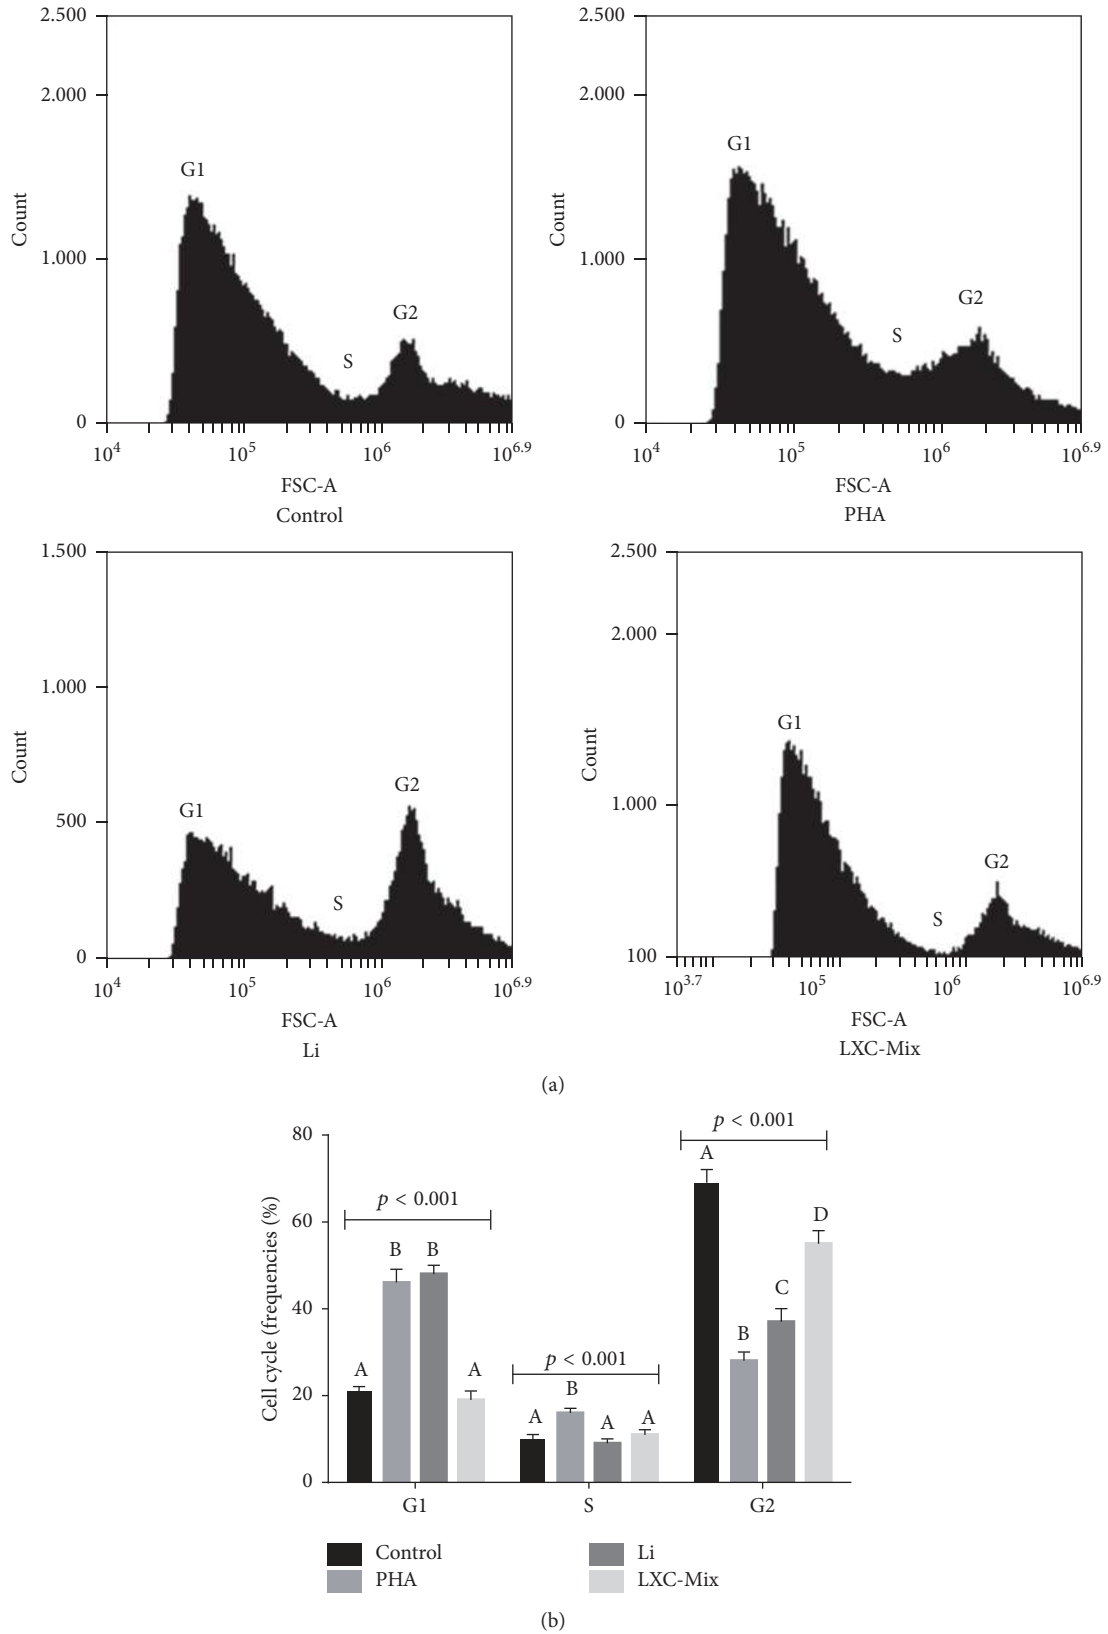 2.500
2.000
1.000
0
Count
G1
S
G2
10^4
10^5
10^6
10^6.9
FSC-A
Control
2.500
2.000
1.000
0
Count
G1
S
G2
10^4
10^5
10^6
10^6.9
FSC-A
PHA
1.500
1.000
500
0
Count
G1
S
G2
10^4
10^5
10^6
10^6.9
FSC-A
Li
2.500
2.000
1.000
100
Count
G1
S
G2
10^3.7
10^5
10^6
10^6.9
FSC-A
LXC-Mix
(a)
80
60
40
20
0
Cell cycle (frequencies (%)
p < 0.001
A
B
B
A
p < 0.001
A
B
A
A
p < 0.001
A
B
C
D
G1
S
G2
Control
PHA
Li
LXC-Mix
(b)